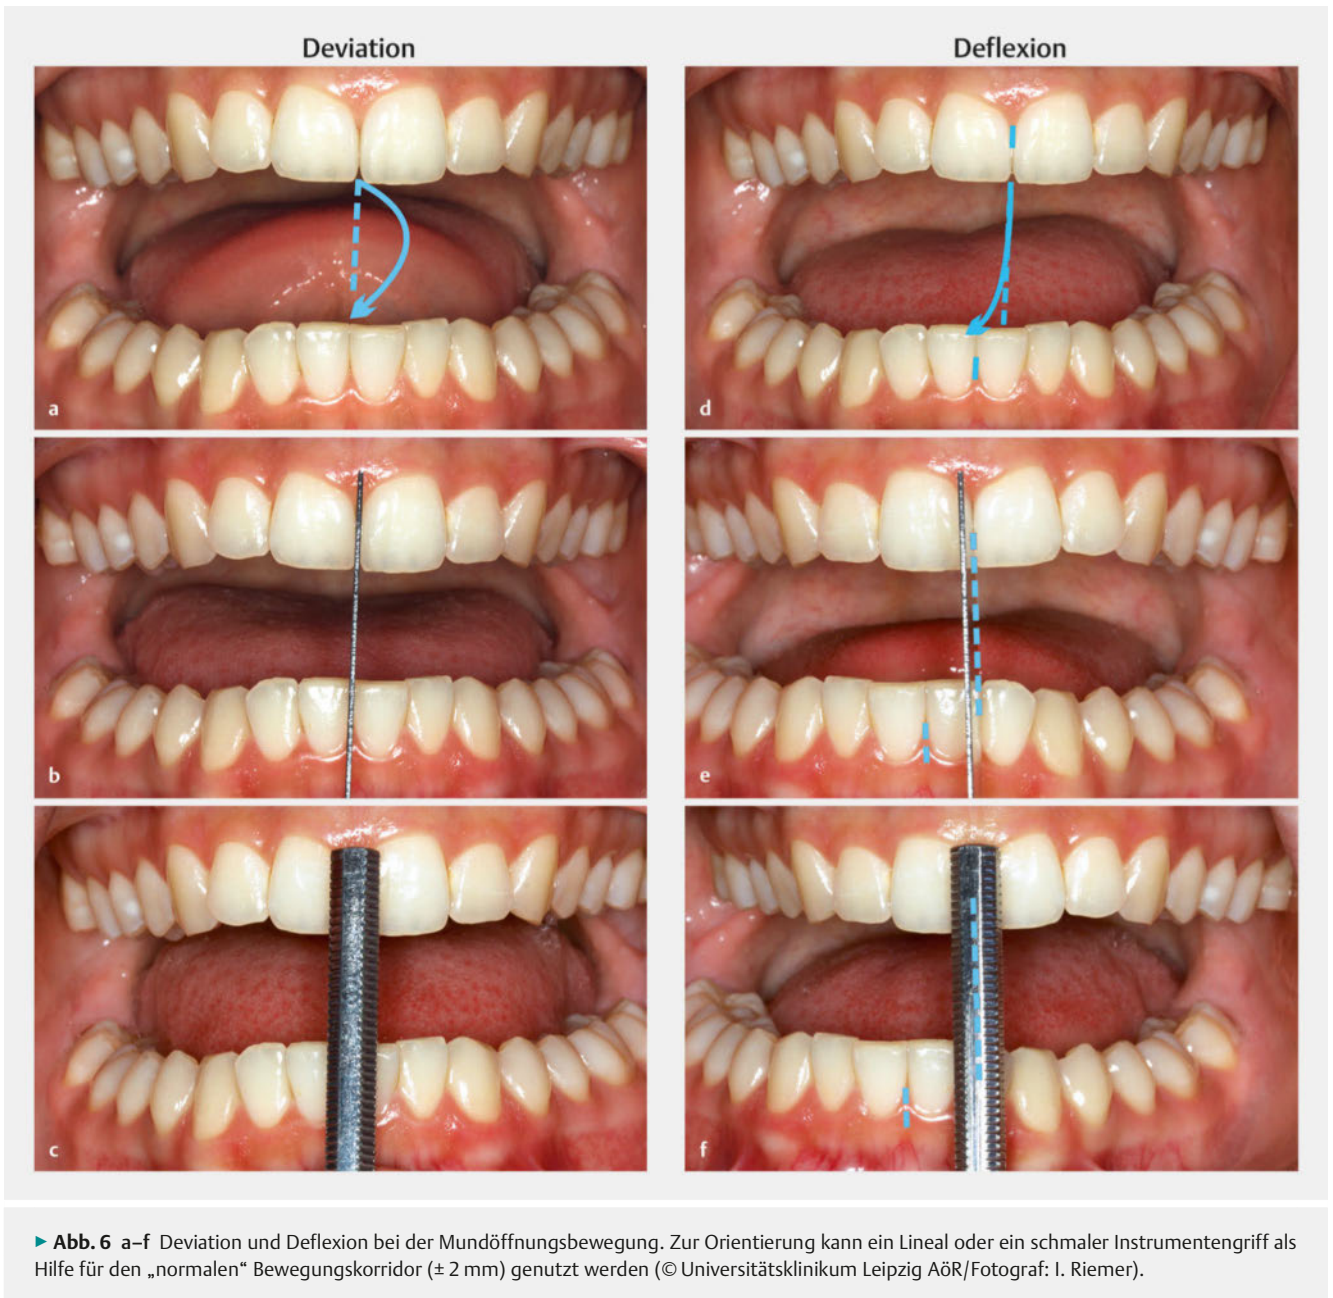 Deviation
Deflexion
a
d
b
e
c
f
▶ Abb. 6 a–f Deviation und Deflexion bei der Mundöffnungsbewegung. Zur Orientierung kann ein Lineal oder ein schmaler Instrumentengriff als
Hilfe für den „normalen“ Bewegungskorridor (± 2 mm) genutzt werden (© Universitätsklinikum Leipzig AöR/Fotograf: I. Riemer).